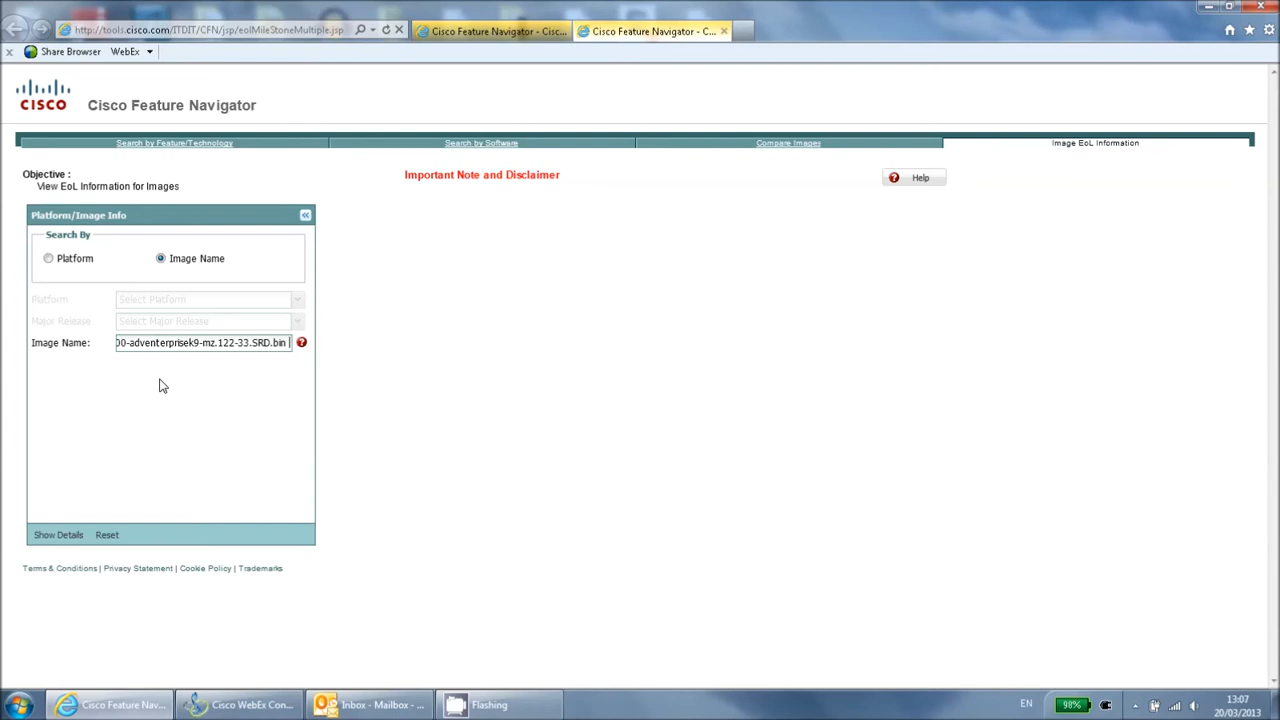 http://tools.cisco.com/ITDIT/CFN/jsp/eolMileStoneMultiple.jsp
Cisco Feature Navigator - Cisc...
Cisco Feature Navigator - C...
Share Browser WebEx
CISCO
Cisco Feature Navigator
Search by Feature/Technology
Search by Software
Compare Images
Image EoL Information
Objective :
View EoL Information for Images
Important Note and Disclaimer
Help
Platform/Image Info
Search By
Platform
Image Name
Platform
Select Platform
Major Release
Select Major Release
Image Name:
00-adventerprisek9-mz.122-33.SRD.bin
Show Details Reset
Terms & Conditions | Privacy Statement | Cookie Policy | Trademarks
Cisco Feature Nav...
Cisco WebEx Con...
Inbox - Mailbox - ...
Flashing
EN
98%
13:07
20/03/2013